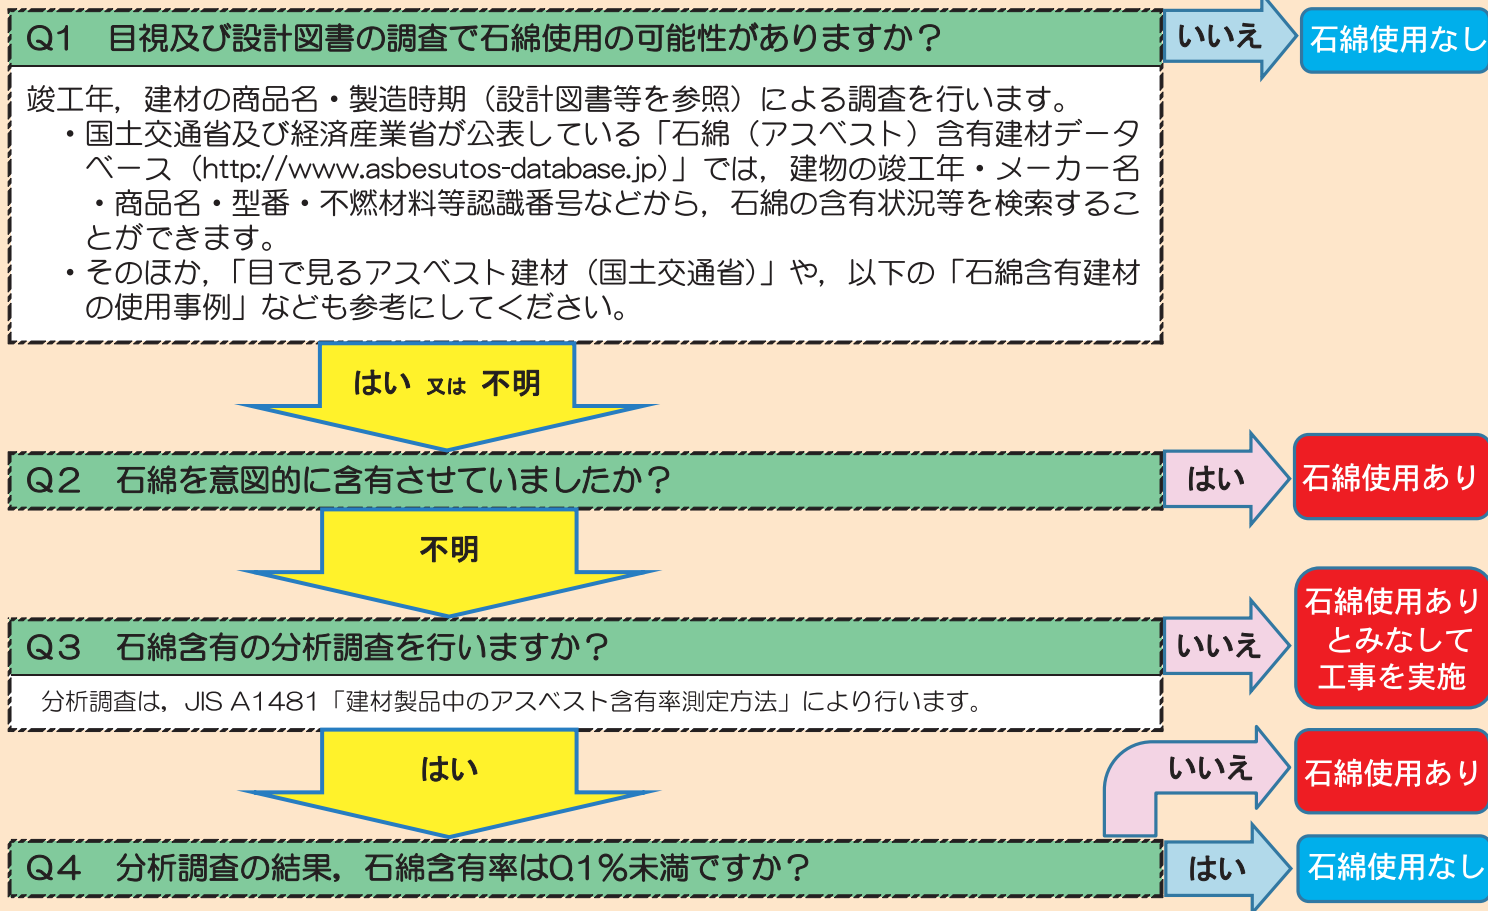 Q1 目視及び設計図書の調査で石綿使用の可能性がありますか？
いいえ
石綿使用なし
竣工年，建材の商品名・製造時期（設計図書等を参照）による調査を行います。
・国土交通省及び経済産業省が公表している「石綿（アスベスト）含有建材データ
ベース（http://www.asbesutos-database.jp）」では，建物の竣工年・メーカー名
・商品名・型番・不燃材料等認識番号などから，石綿の含有状況等を検索するこ
とができます。
・そのほか，「目で見るアスベスト建材（国土交通省）」や，以下の「石綿含有建材
の使用事例」なども参考にしてください。
はい 又は 不明
Q2 石綿を意図的に含有させていましたか？
はい
石綿使用あり
不明
Q3 石綿含有の分析調査を行いますか？
いいえ
石綿使用あり
とみなして
工事を実施
分析調査は，JIS A1481「建材製品中のアスベスト含有率測定方法」により行います。
はい
いいえ
石綿使用あり
Q4 分析調査の結果，石綿含有率は0.1％未満ですか？
はい
石綿使用なし